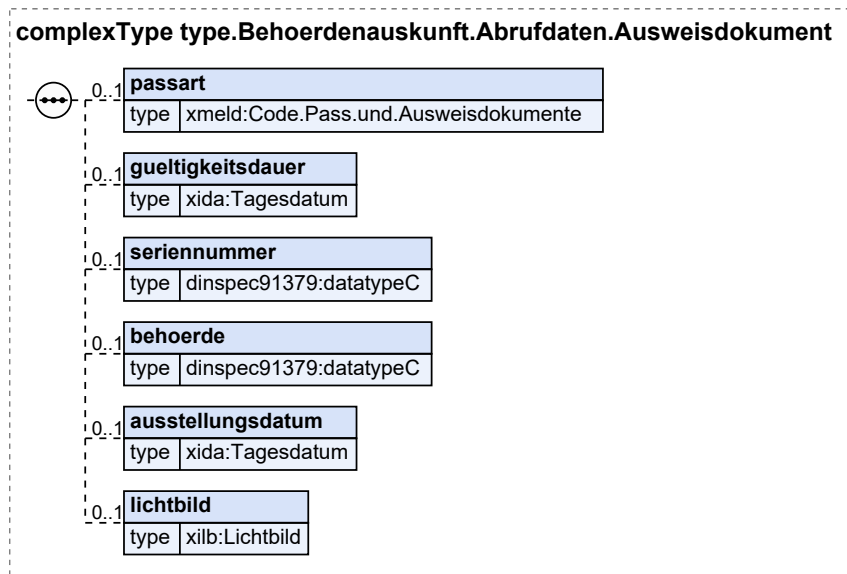 complexType type.Behoerdenauskunft.Abrufdaten.Ausweisdokument
0..1 passart
type xmeld:Code.Pass.und.Ausweisdokumente
0..1 gueltigkeitsdauer
type xida:Tagesdatum
0..1 seriennummer
type dinspec91379:datatypeC
0..1 behoerde
type dinspec91379:datatypeC
0..1 ausstellungsdatum
type xida:Tagesdatum
0..1 lichtbild
type xilb:Lichtbild